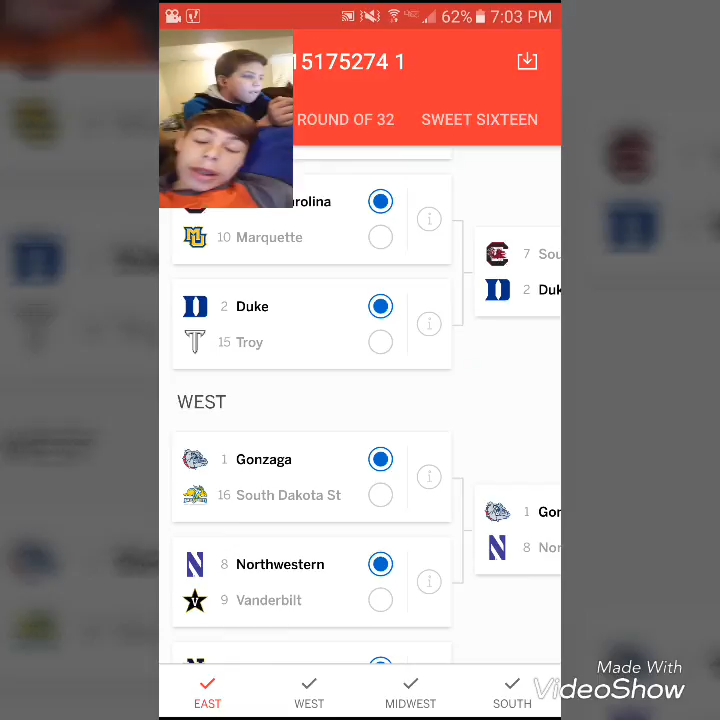 62% 7:03 PM
15175274 1
ROUND OF 32 SWEET SIXTEEN
10 Marquette
7 Sou
2 Duke
2 Duk
15 Troy
WEST
1 Gonzaga
16 South Dakota St
1 Gon
8 Northwestern
8 Nor
9 Vanderbilt
Made With
VideoShow
EAST WEST MIDWEST SOUTH